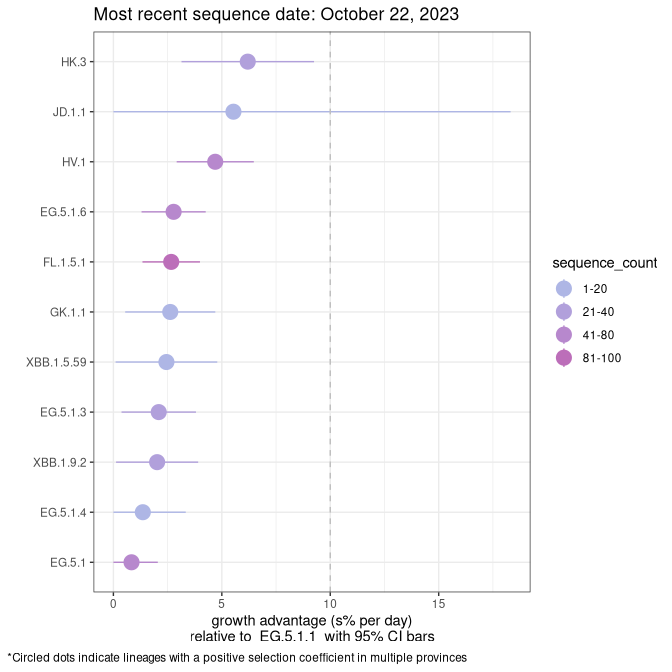 Most recent sequence date: October 22, 2023
HK.3
JD.1.1
HV.1
EG.5.1.6
FL.1.5.1
GK.1.1
XBB.1.5.59
EG.5.1.3
XBB.1.9.2
EG.5.1.4
EG.5.1
sequence_count
1-20
21-40
41-80
81-100
0 5 10 15
growth advantage (s% per day)
relative to EG.5.1.1 with 95% CI bars
*Circled dots indicate lineages with a positive selection coefficient in multiple provinces